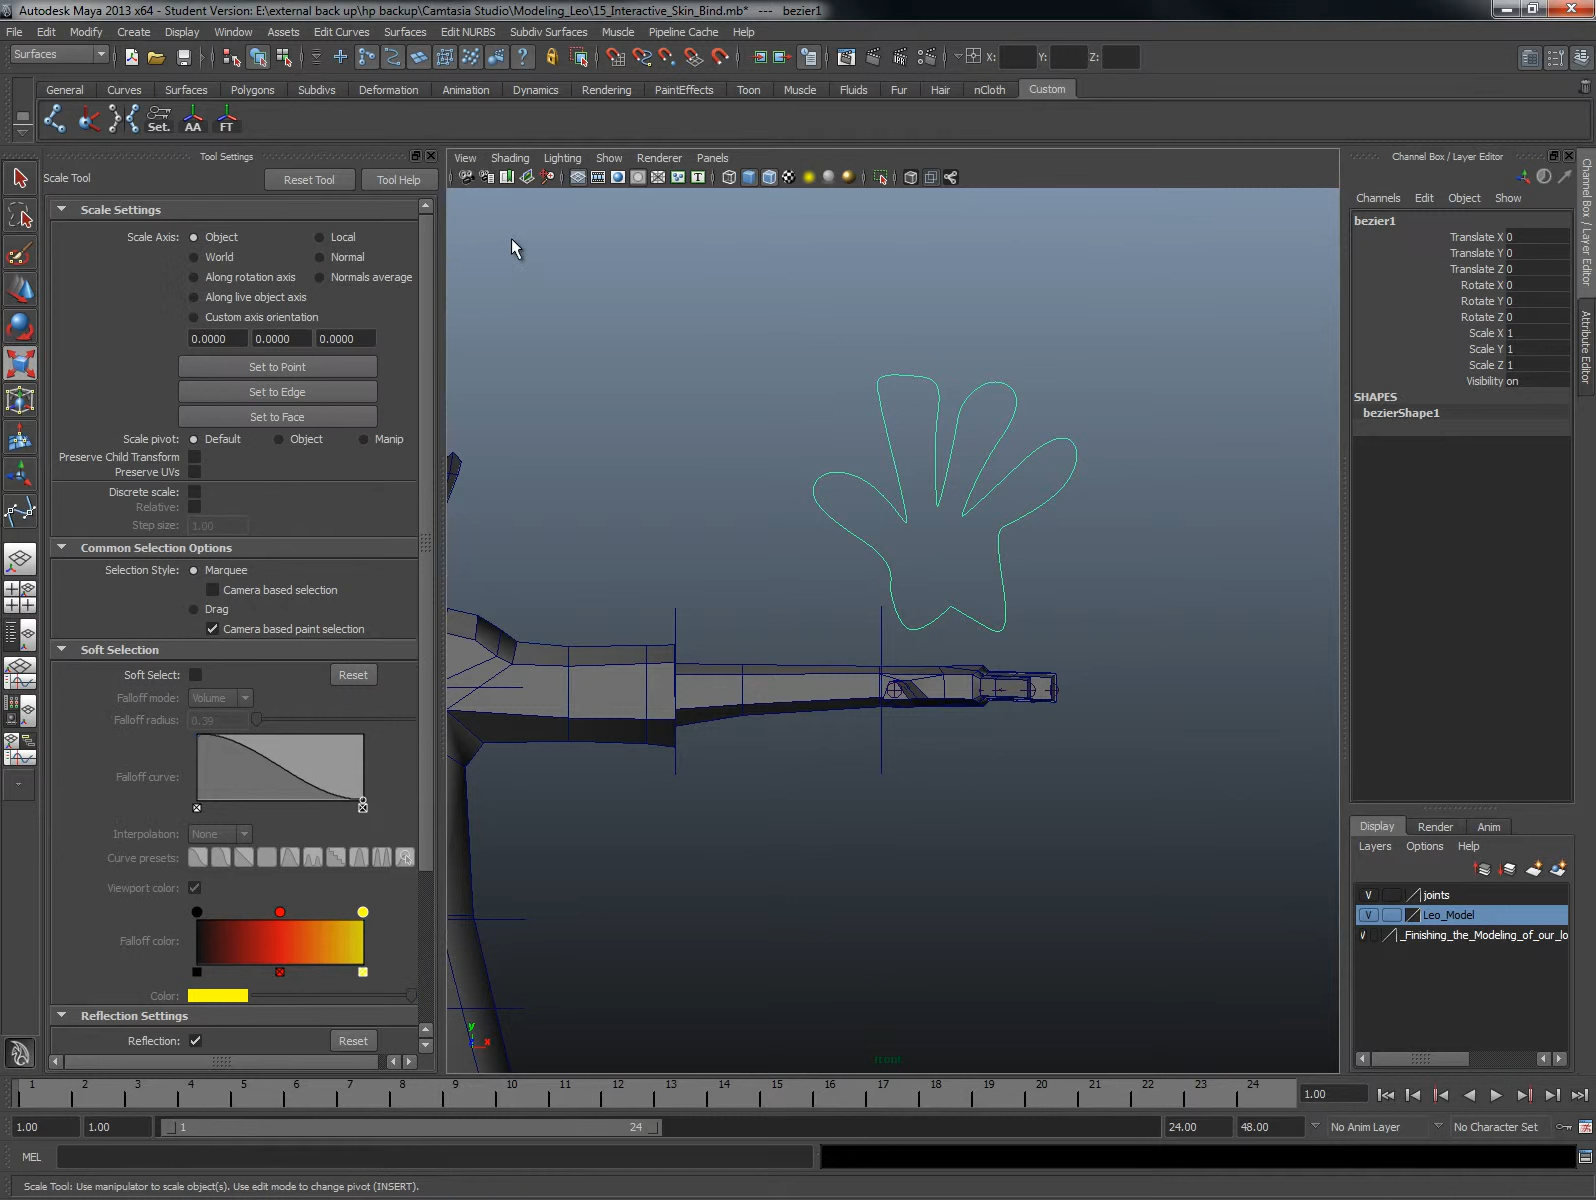 Autodesk Maya 2013 x64 - Student Version: E:\external back up\hp backup\Camtasia Studio\Modeling_Leo\15_Interactive_Skin_Bind.mb* --- bezier1
File Edit Modify Create Display Window Assets Edit Curves Surfaces Edit NURBS Subdiv Surfaces Muscle Pipeline Cache Help
Surfaces X: Y: Z:
General Curves Surfaces Polygons Subdivs Deformation Animation Dynamics Rendering PaintEffects Toon Muscle Fluids Fur Hair nCloth Custom
Set. AA FT
Tool Settings
Scale Tool Reset Tool Tool Help
Scale Settings
Scale Axis: Object Local
World Normal
Along rotation axis Normals average
Along live object axis
Custom axis orientation
0.0000 0.0000 0.0000
Set to Point
Set to Edge
Set to Face
Scale pivot: Default Object Manip
Preserve Child Transform
Preserve UVs
Discrete scale:
Relative:
Step size: 1.00
Common Selection Options
Selection Style: Marquee
Camera based selection
Drag
Camera based paint selection
Soft Selection
Soft Select: Reset
Falloff mode: Volume
Falloff radius: 0.39
Falloff curve:
Interpolation: None
Curve presets:
Viewport color:
Falloff color:
Color:
Reflection Settings
Reflection: Reset
View Shading Lighting Show Renderer Panels
y
z x
front
Channel Box / Layer Editor
Channels Edit Object Show
bezier1
Translate X 0
Translate Y 0
Translate Z 0
Rotate X 0
Rotate Y 0
Rotate Z 0
Scale X 1
Scale Y 1
Scale Z 1
Visibility on
SHAPES
bezierShape1
Channel Box / Layer Editor
Attribute Editor
Display Render Anim
Layers Options Help
V joints
V Leo_Model
V _Finishing_the_Modeling_of_our_lo
1 2 3 4 5 6 7 8 9 10 11 12 13 14 15 16 17 18 19 20 21 22 23 24 1.00
1.00 1.00 1 24 24.00 48.00 No Anim Layer No Character Set
MEL
Scale Tool: Use manipulator to scale object(s). Use edit mode to change pivot (INSERT).